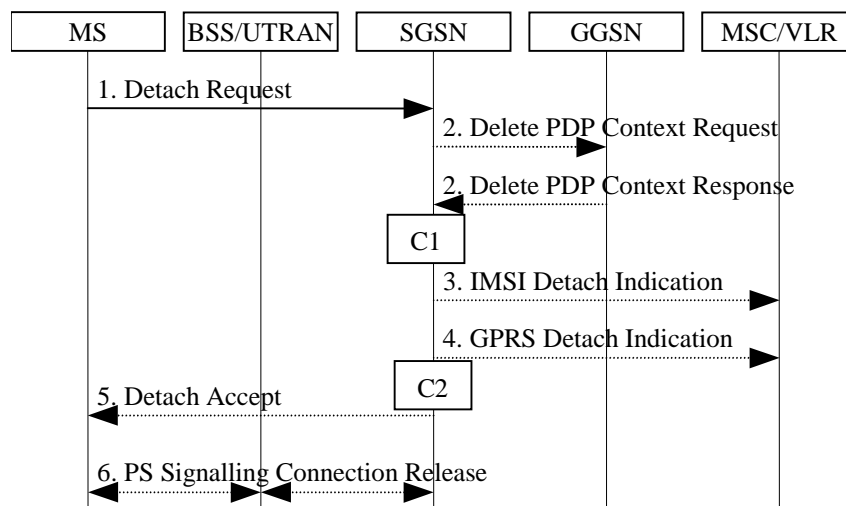 MS
BSS/UTRAN
SGSN
GGSN
MSC/VLR
1. Detach Request
2. Delete PDP Context Request
2. Delete PDP Context Response
C1
3. IMSI Detach Indication
4. GPRS Detach Indication
C2
5. Detach Accept
6. PS Signalling Connection Release